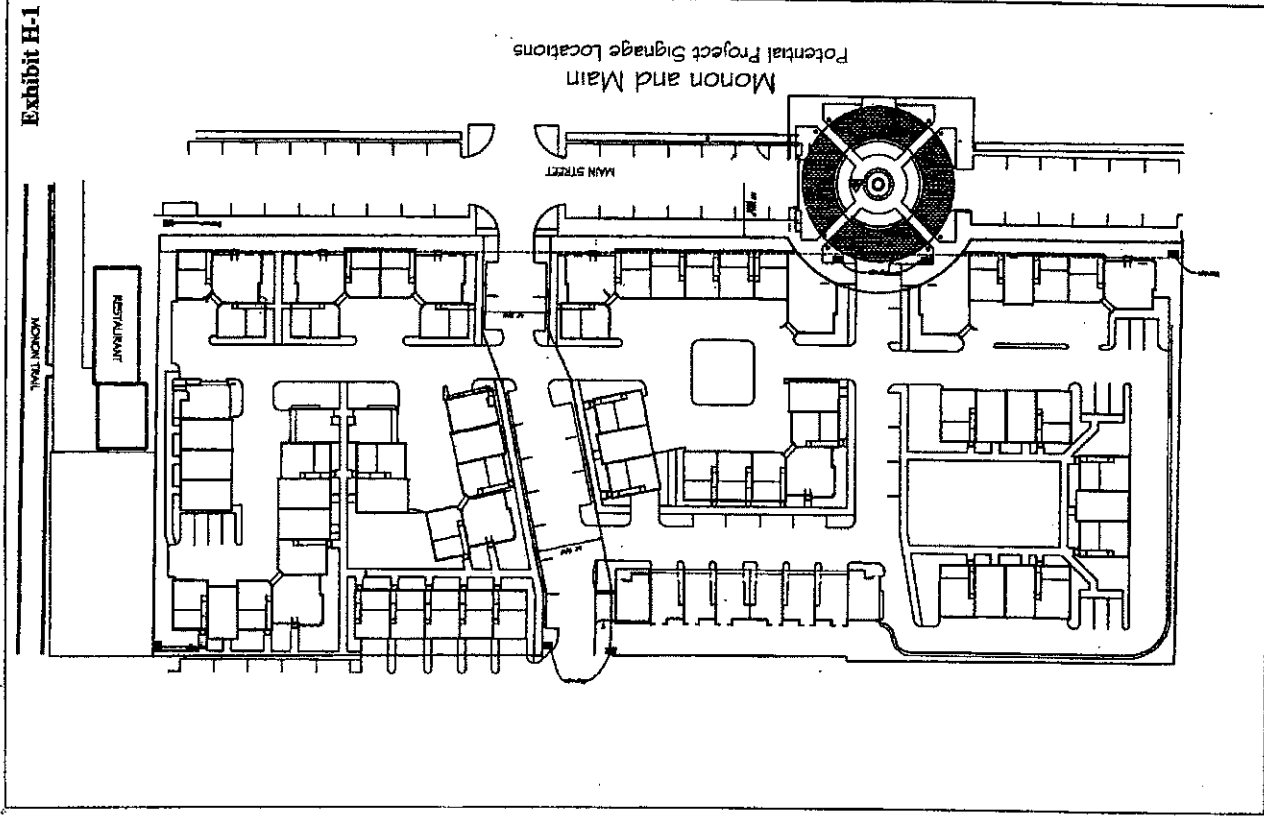 Exhibit H-1
Monon and Main
Potential Project Signage Locations
MAIN STREET
RESTAURANT
MONON TRAIL